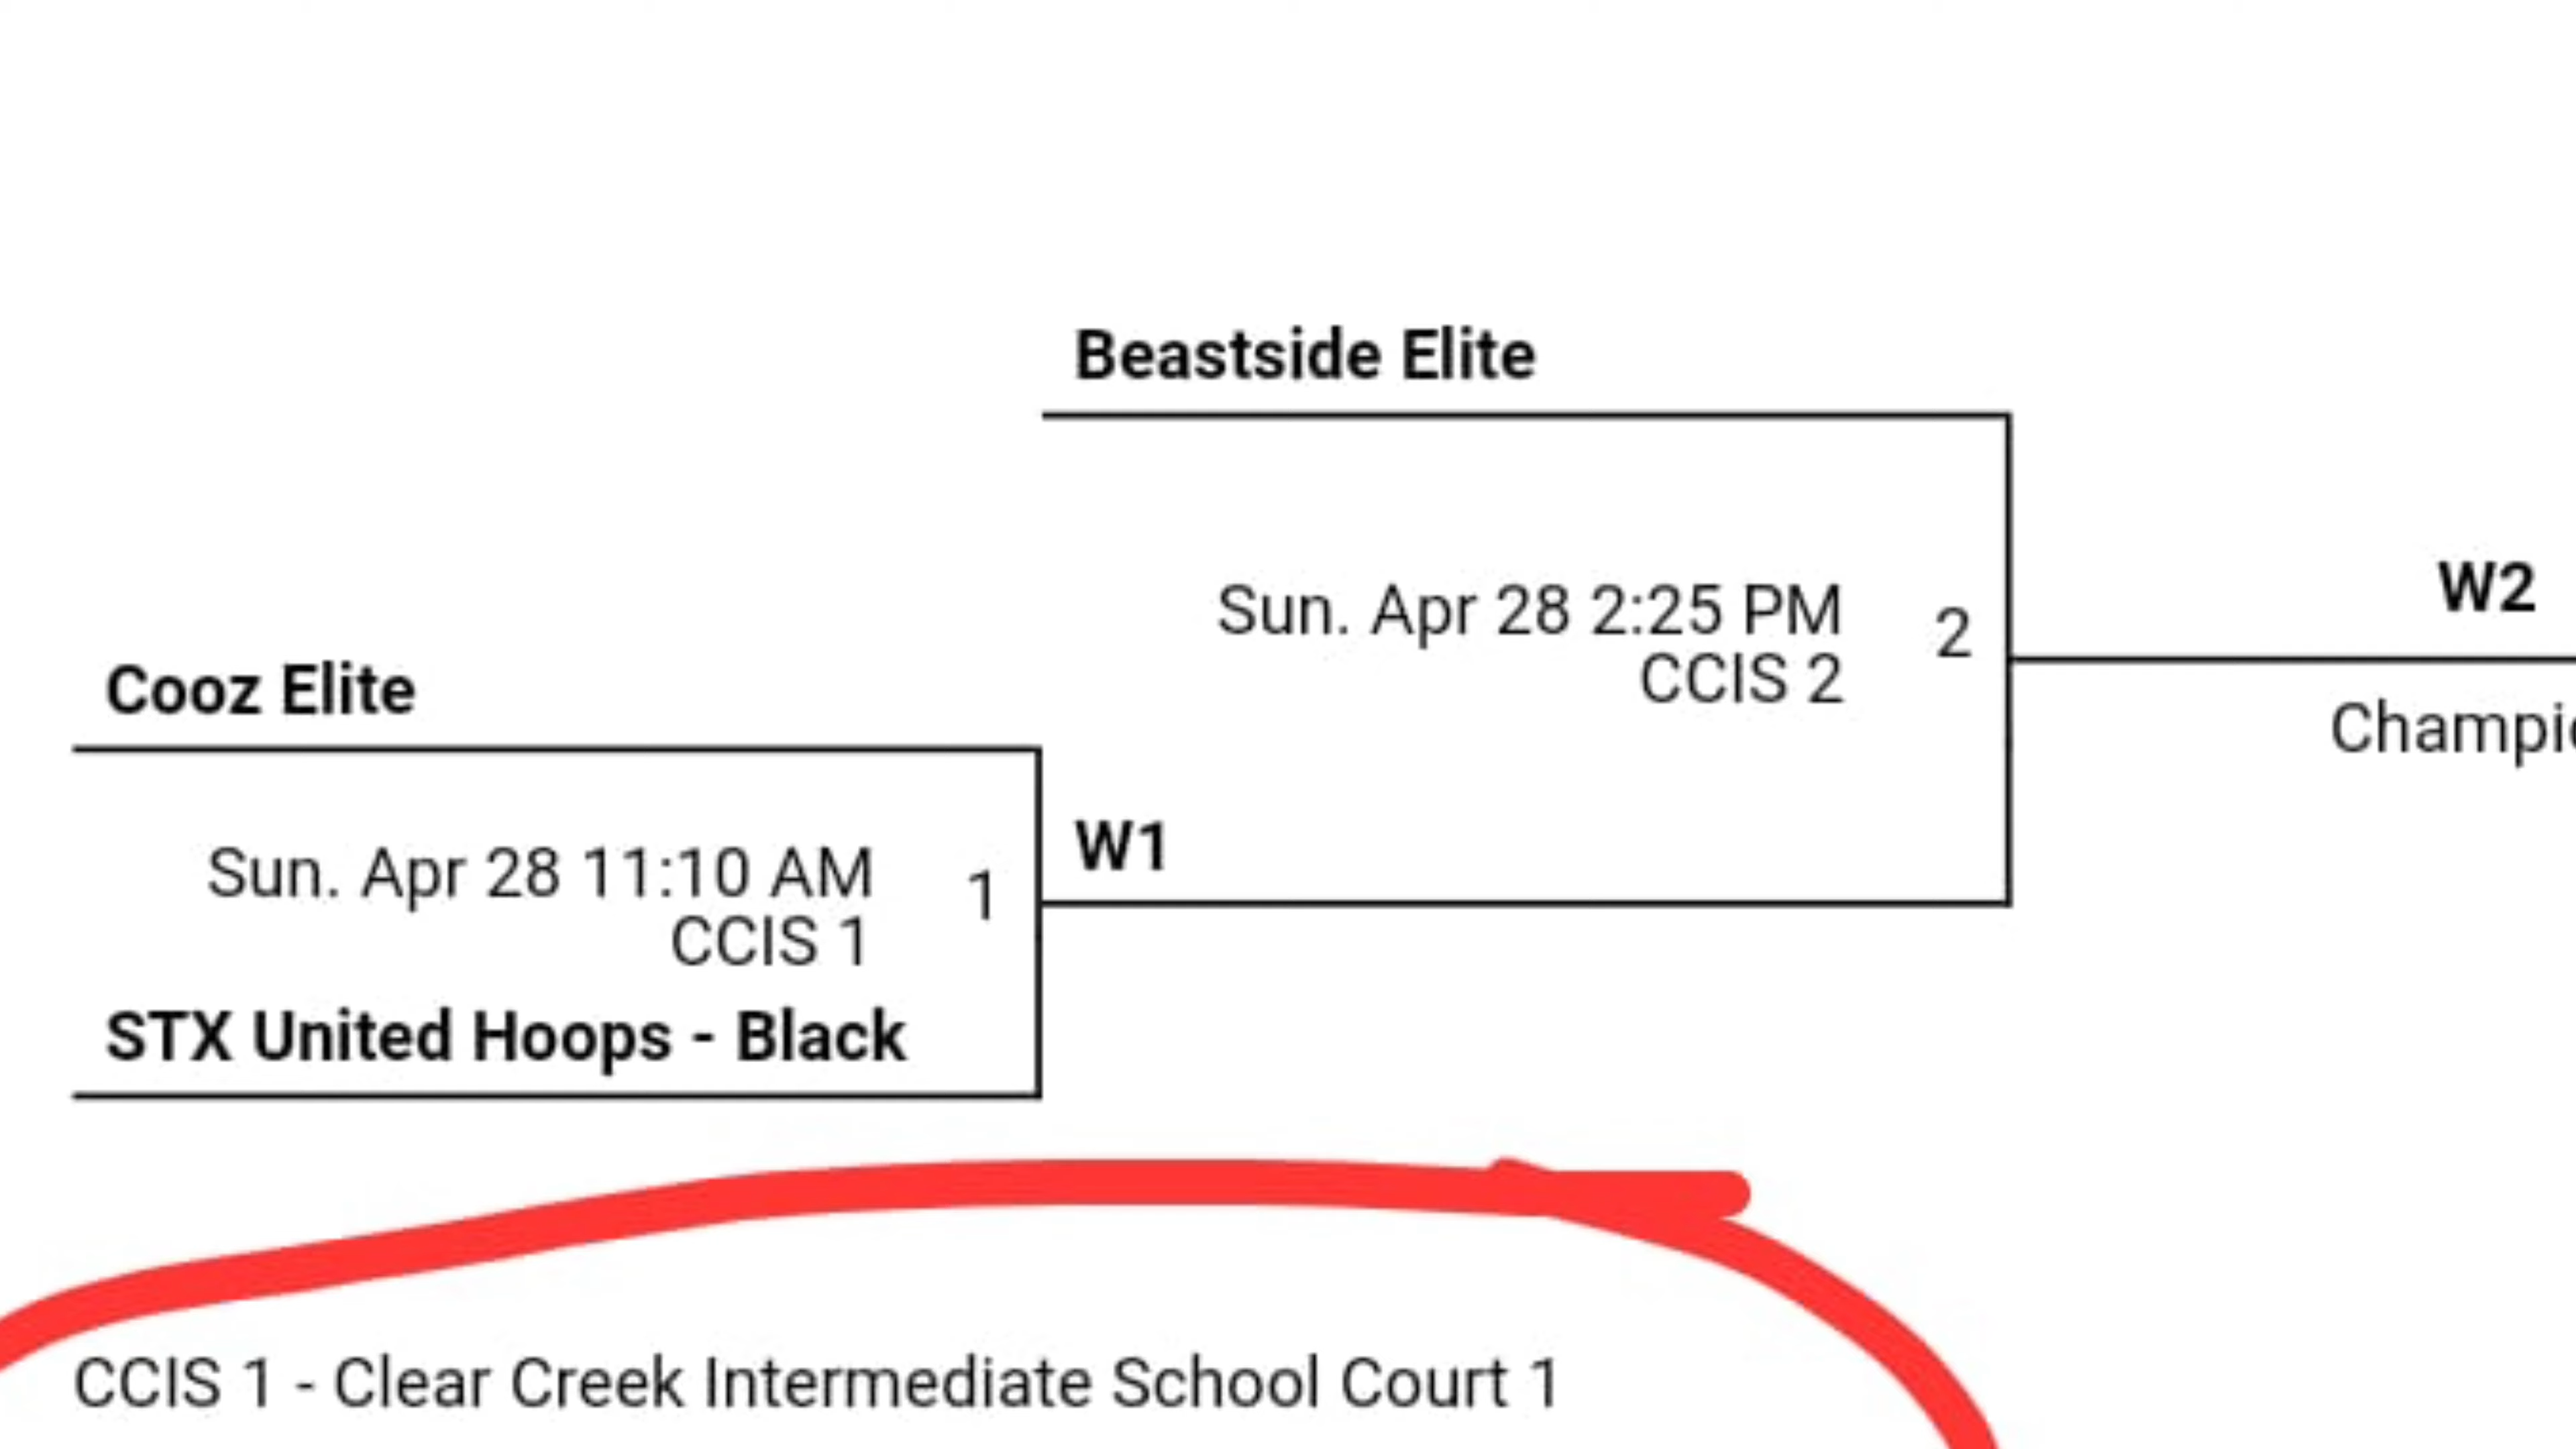 Beastside Elite
Sun. Apr 28 2:25 PM
CCIS 2
2
W2
Cooz Elite
Sun. Apr 28 11:10 AM
CCIS 1
1
W1
STX United Hoops - Black
CCIS 1 - Clear Creek Intermediate School Court 1